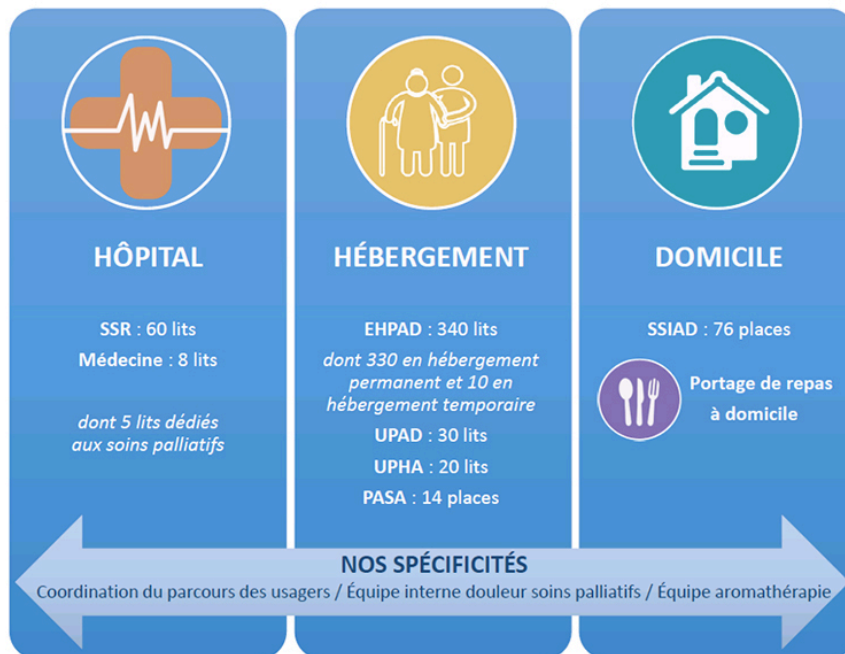 HÔPITAL
SSR : 60 lits
Médecine : 8 lits
dont 5 lits dédiés
aux soins palliatifs
HÉBERGEMENT
EHPAD : 340 lits
dont 330 en hébergement
permanent et 10 en
hébergement temporaire
UPAD : 30 lits
UPHA : 20 lits
PASA : 14 places
DOMICILE
SSIAD : 76 places
Portage de repas
à domicile
NOS SPÉCIFICITÉS
Coordination du parcours des usagers / Équipe interne douleur soins palliatifs / Équipe aromathérapie